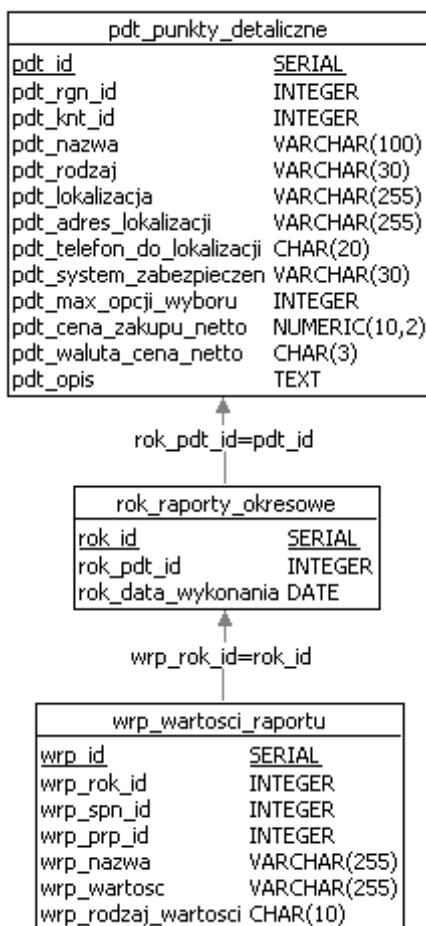 pdt_punkty_detaliczne
pdt_id SERIAL
pdt_rgn_id INTEGER
pdt_knt_id INTEGER
pdt_nazwa VARCHAR(100)
pdt_rodzaj VARCHAR(30)
pdt_lokalizacja VARCHAR(255)
pdt_adres_lokalizacji VARCHAR(255)
pdt_telefon_do_lokalizacji CHAR(20)
pdt_system_zabezpieczen VARCHAR(30)
pdt_max_opcji_wyboru INTEGER
pdt_cena_zakupu_netto NUMERIC(10,2)
pdt_waluta_cena_netto CHAR(3)
pdt_opis TEXT
rok_pdt_id=pdt_id
rok_raporty_okresowe
rok_id SERIAL
rok_pdt_id INTEGER
rok_data_wykonania DATE
wrp_rok_id=rok_id
wrp_wartosci_raportu
wrp_id SERIAL
wrp_rok_id INTEGER
wrp_spn_id INTEGER
wrp_prp_id INTEGER
wrp_nazwa VARCHAR(255)
wrp_wartosc VARCHAR(255)
wrp_rodzaj_wartosci CHAR(10)